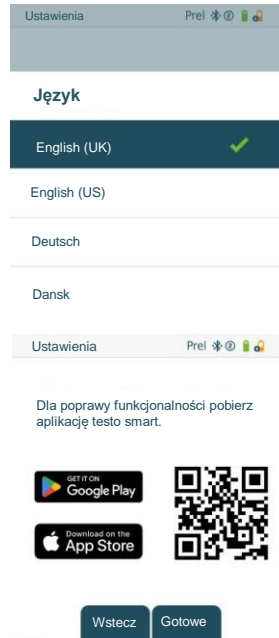 Ustawienia Prel
Język
English (UK)
English (US)
Deutsch
Dansk
Ustawienia Prel
Dla poprawy funkcjonalności pobierz
aplikację testo smart.
GET IT ON
Google Play
Download on the
App Store
Wstecz Gotowe